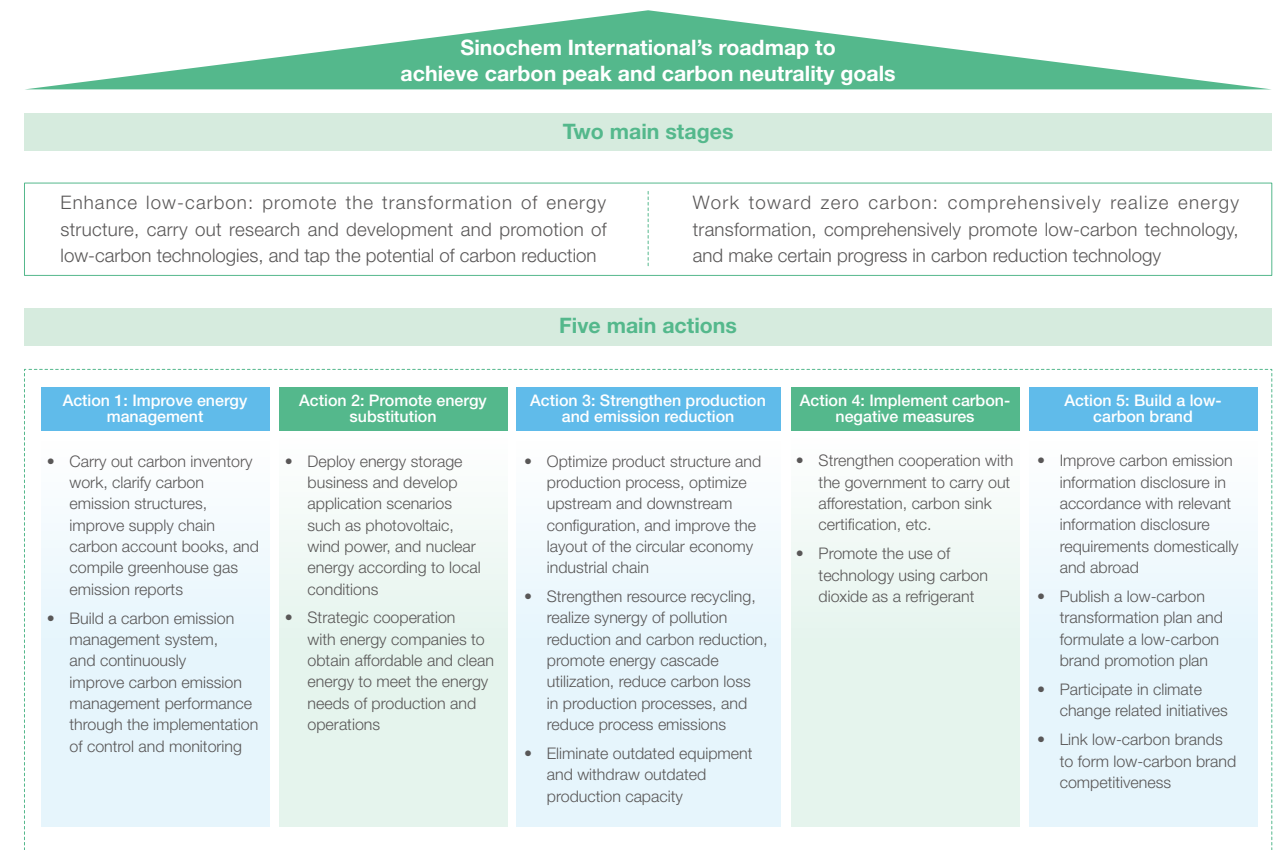 Sinochem International’s roadmap to
achieve carbon peak and carbon neutrality goals
Two main stages
Enhance low-carbon: promote the transformation of energy
structure, carry out research and development and promotion of
low-carbon technologies, and tap the potential of carbon reduction
Work toward zero carbon: comprehensively realize energy
transformation, comprehensively promote low-carbon technology,
and make certain progress in carbon reduction technology
Five main actions
Action 1: Improve energy
management
• Carry out carbon inventory
work, clarify carbon
emission structures,
improve supply chain
carbon account books, and
compile greenhouse gas
emission reports
• Build a carbon emission
management system,
and continuously
improve carbon emission
management performance
through the implementation
of control and monitoring
Action 2: Promote energy
substitution
• Deploy energy storage
business and develop
application scenarios
such as photovoltaic,
wind power, and nuclear
energy according to local
conditions
• Strategic cooperation
with energy companies to
obtain affordable and clean
energy to meet the energy
needs of production and
operations
Action 3: Strengthen production
and emission reduction
• Optimize product structure and
production process, optimize
upstream and downstream
configuration, and improve the
layout of the circular economy
industrial chain
• Strengthen resource recycling,
realize synergy of pollution
reduction and carbon reduction,
promote energy cascade
utilization, reduce carbon loss
in production processes, and
reduce process emissions
• Eliminate outdated equipment
and withdraw outdated
production capacity
Action 4: Implement carbon-
negative measures
• Strengthen cooperation with
the government to carry out
afforestation, carbon sink
certification, etc.
• Promote the use of
technology using carbon
dioxide as a refrigerant
Action 5: Build a low-
carbon brand
• Improve carbon emission
information disclosure in
accordance with relevant
information disclosure
requirements domestically
and abroad
• Publish a low-carbon
transformation plan and
formulate a low-carbon
brand promotion plan
• Participate in climate
change related initiatives
• Link low-carbon brands
to form low-carbon brand
competitiveness